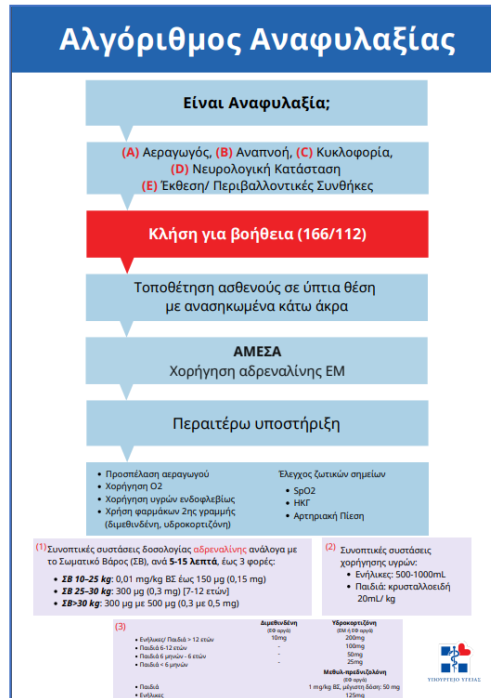 Αλγόριθμος Αναφυλαξίας
Είναι Αναφυλαξία;
(A) Αεραγωγός, (B) Αναπνοή, (C) Κυκλοφορία,
(D) Νευρολογική Κατάσταση
(E) Έκθεση/ Περιβαλλοντικές Συνθήκες
Κλήση για βοήθεια (166/112)
Τοποθέτηση ασθενούς σε ύπτια θέση
με ανασηκωμένα κάτω άκρα
ΑΜΕΣΑ
Χορήγηση αδρεναλίνης ΕΜ
Περαιτέρω υποστήριξη
• Προσπέλαση αεραγωγού
• Χορήγηση Ο2
• Χορήγηση υγρών ενδοφλεβίως
• Χρήση φαρμάκων 2ης γραμμής
(διμεθινδένη, υδροκορτιζόνη)
Έλεγχος ζωτικών σημείων
• SpO2
• ΗΚΓ
• Αρτηριακή Πίεση
(1) Συνοπτικές συστάσεις δοσολογίας αδρεναλίνης ανάλογα με
το Σωματικό Βάρος (ΣΒ), ανά 5-15 λεπτά, έως 3 φορές:
• ΣΒ 10-25 kg: 0,01 mg/kg ΒΣ έως 150 μg (0,15 mg)
• ΣΒ 25-30 kg: 300 μg (0,3 mg) [7-12 ετών]
• ΣΒ>30 kg: 300 μg με 500 μg (0,3 με 0,5 mg)
(2) Συνοπτικές συστάσεις
χορήγησης υγρών:
• Ενήλικες: 500-1000mL
• Παιδιά: κρυσταλλοειδή
20mL/ kg
(3) Διμεθινδένη Υδροκορτιζόνη
(ΕΦ αργά) (ΕΜ ή ΕΦ αργά)
• Ενήλικες/ Παιδιά > 12 ετών 10mg 200mg
• Παιδιά 6-12 ετών - 100mg
• Παιδιά 6 μηνών - 6 ετών - 50mg
• Παιδιά < 6 μηνών - 25mg
Μεθυλ-πρεδνιζολόνη
(ΕΦ αργά)
• Παιδιά 1 mg/kg ΒΣ, μέγιστη δόση: 50 mg
• Ενήλικες 125mg
ΥΠΟΥΡΓΕΙΟ ΥΓΕΙΑΣ